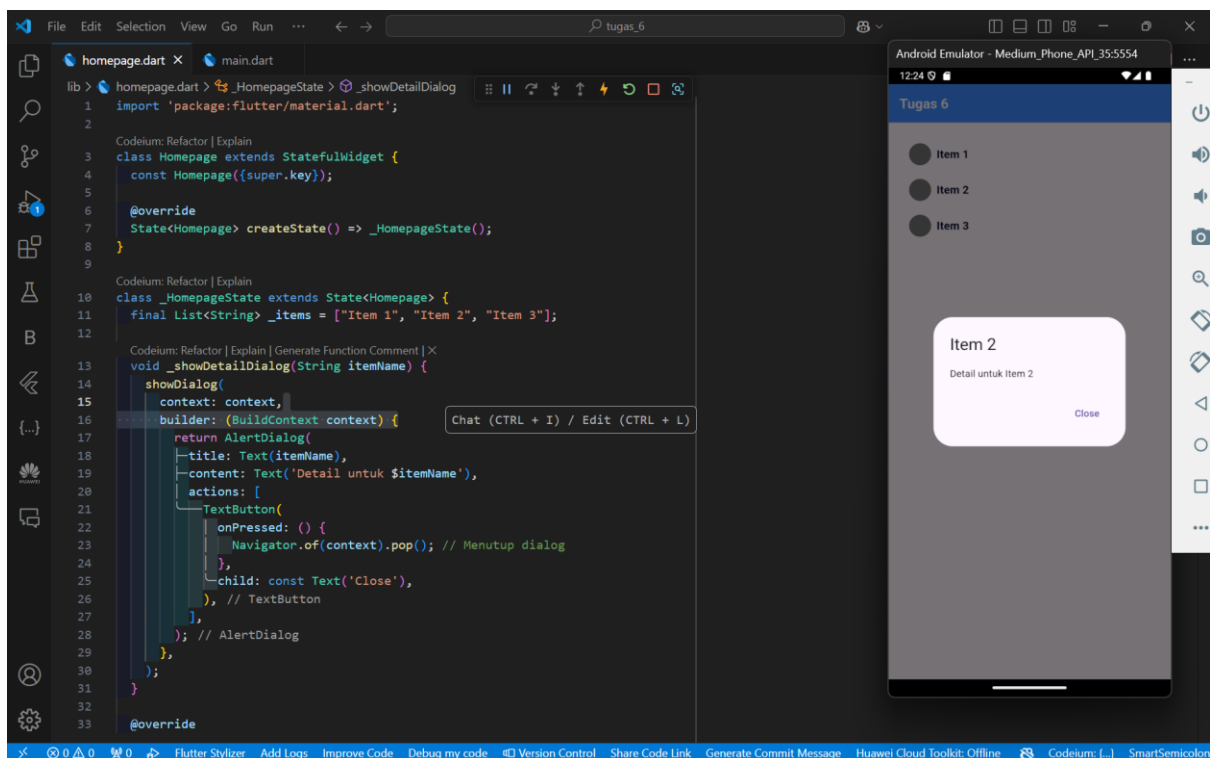 File Edit Selection View Go Run ··· tugas_6
homepage.dart main.dart
lib > homepage.dart > _HomepageState > _showDetailDialog
1 import 'package:flutter/material.dart';
2
Codeium: Refactor | Explain
3 class Homepage extends StatefulWidget {
4 const Homepage({super.key});
5
6 @override
7 State<Homepage> createState() => _HomepageState();
8 }
9
Codeium: Refactor | Explain
10 class _HomepageState extends State<Homepage> {
11 final List<String> _items = ["Item 1", "Item 2", "Item 3"];
12
Codeium: Refactor | Explain | Generate Function Comment | ×
13 void _showDetailDialog(String itemName) {
14 showDialog(
15 context: context,
16 builder: (BuildContext context) {
Chat (CTRL + I) / Edit (CTRL + L)
17 return AlertDialog(
18 title: Text(itemName),
19 content: Text('Detail untuk $itemName'),
20 actions: [
21 TextButton(
22 onPressed: () {
23 Navigator.of(context).pop(); // Menutup dialog
24 },
25 child: const Text('Close'),
26 ), // TextButton
27 ],
28 ); // AlertDialog
29 },
30 );
31 }
32
33 @override
1
B
{...}
HUAWEI
Android Emulator - Medium_Phone_API_35:5554
12:24
Tugas 6
Item 1
Item 2
Item 3
Item 2
Detail untuk Item 2
Close
0 0 0 Flutter Stylizer Add Logs Improve Code Debug my code Version Control Share Code Link Generate Commit Message Huawei Cloud Toolkit: Offline Codeium: {...} SmartSemicolon